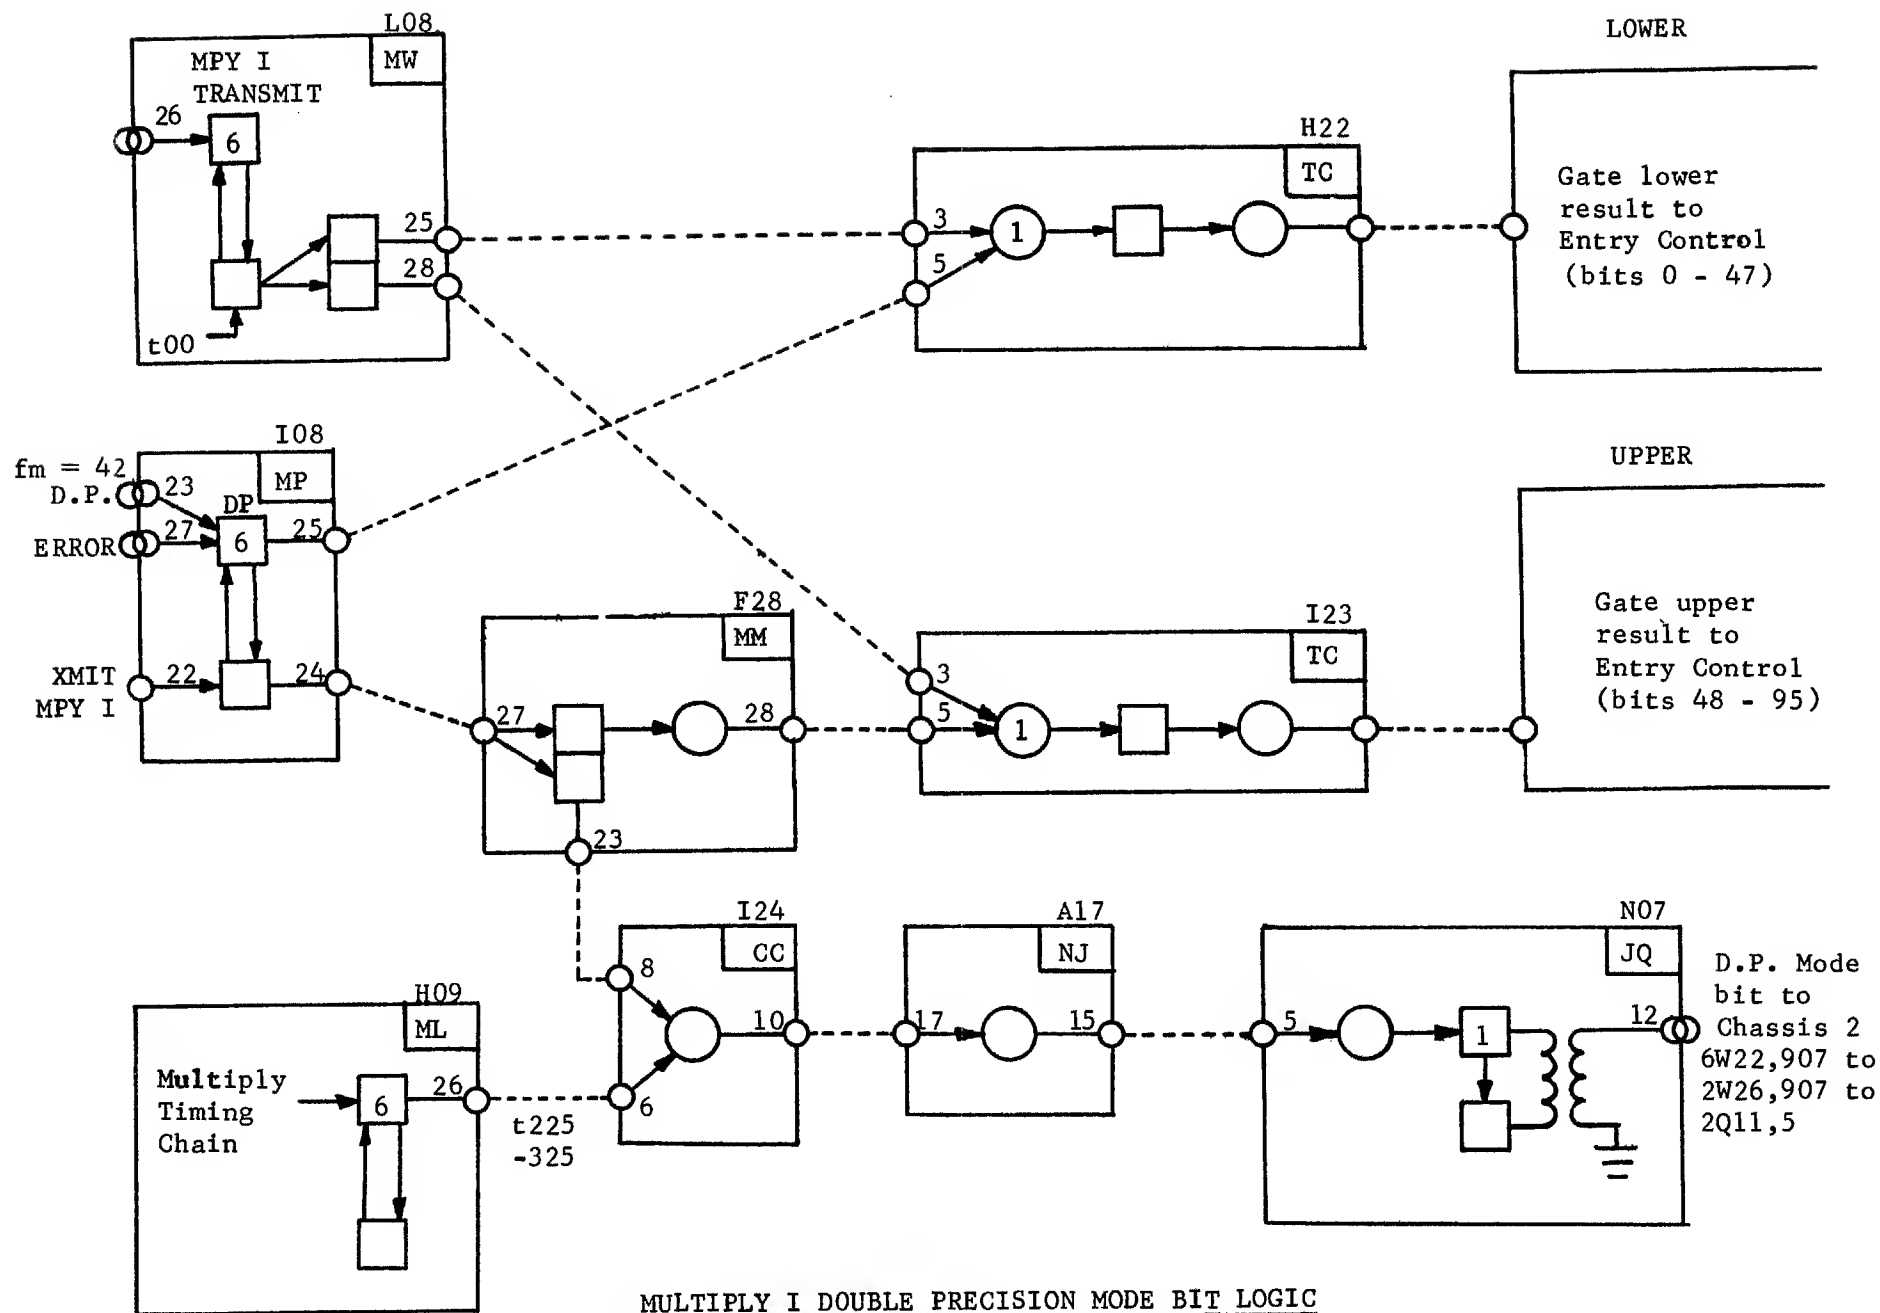 L08
MW
MPY I
TRANSMIT
26
6
25
28
t00
H22
TC
3
1
5
LOWER
Gate lower
result to
Entry Control
(bits 0 - 47)
I08
MP
fm = 42
D.P.
23
DP
ERROR
27
6
25
XMIT
MPY I
22
24
F28
MM
27
28
23
I23
TC
3
5
1
UPPER
Gate upper
result to
Entry Control
(bits 48 - 95)
H09
ML
Multiply
Timing
Chain
6
26
t225
-325
I24
CC
8
6
10
A17
NJ
17
15
N07
JQ
5
1
12
D.P. Mode
bit to
Chassis 2
6W22,907 to
2W26,907 to
2Q11,5
MULTIPLY I DOUBLE PRECISION MODE BIT LOGIC